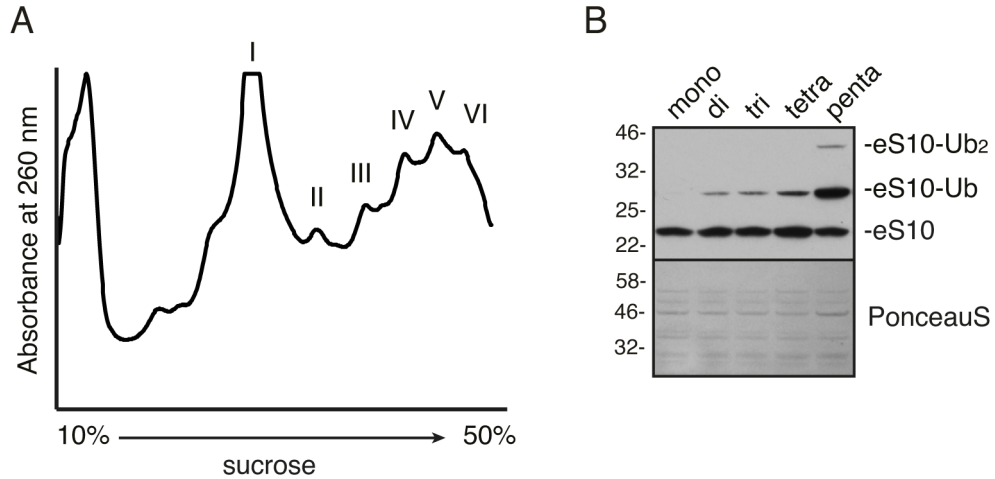 A
Absorbance at 260 nm
I
II
III
IV
V
VI
10%
50%
sucrose
B
mono
di
tri
tetra
penta
46-
32-
25-
22-
-eS10-Ub2
-eS10-Ub
-eS10
58-
46-
32-
PonceauS